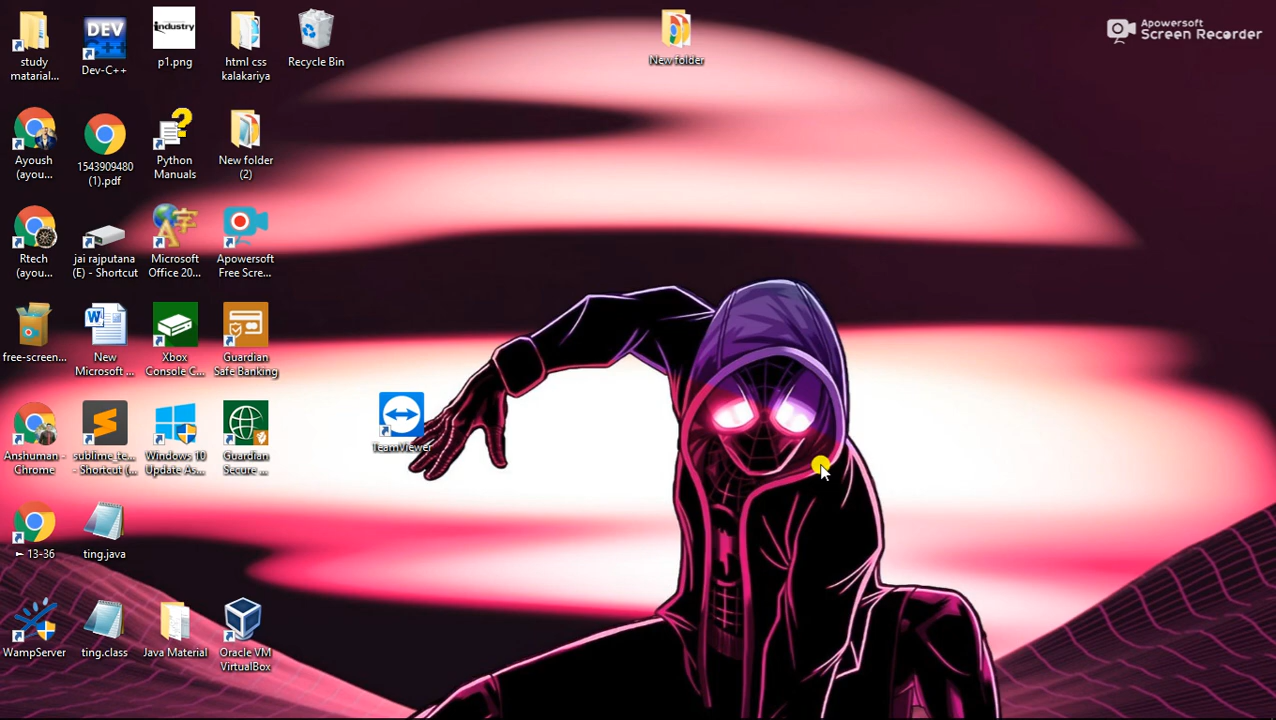 Apowersoft
Screen Recorder
study
matarial...
DEV
Dev-C++
industry
p1.png
html css
kalakariya
Recycle Bin
New folder
Ayoush
(ayou...
1543909480
(1).pdf
Python
Manuals
New folder
(2)
Rtech
(ayou...
jai rajputana
(E) - Shortcut
Microsoft
Office 20...
Apowersoft
Free Scre...
free-screen...
New
Microsoft ...
Xbox
Console C...
Guardian
Safe Banking
Anshuman -
Chrome
sublime_te...
- Shortcut (...
Windows 10
Update As...
Guardian
Secure ...
TeamViewer
13-36
ting.java
WampServer
ting.class
Java Material
Oracle VM
VirtualBox